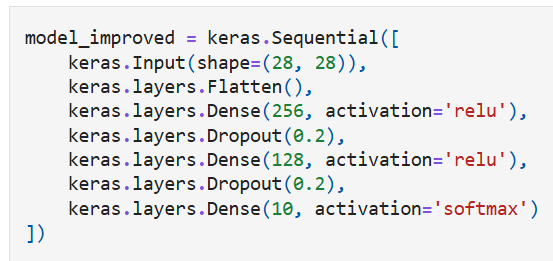 model_improved = keras.Sequential([
    keras.Input(shape=(28, 28)),
    keras.layers.Flatten(),
    keras.layers.Dense(256, activation='relu'),
    keras.layers.Dropout(0.2),
    keras.layers.Dense(128, activation='relu'),
    keras.layers.Dropout(0.2),
    keras.layers.Dense(10, activation='softmax')
])